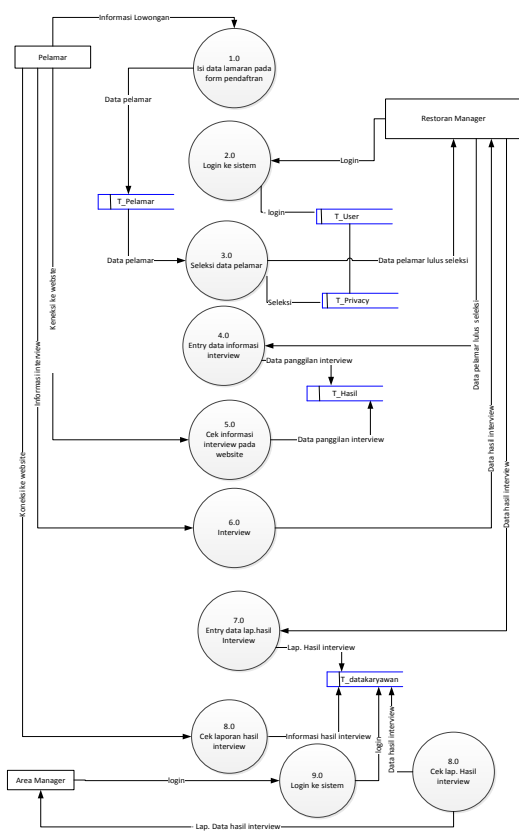 Informasi Lowongan
Pelamar
1.0
Isi data lamaran pada
form pendaftran
Data pelamar
Restoran Manager
2.0
Login ke sistem
Login
T_Pelamar
login
T_User
Data pelamar
3.0
Seleksi data pelamar
Data pelamar lulus seleksi
Seleksi
T_Privacy
Keneksi ke website
Informasi interview
4.0
Entry data informasi
interview
Data panggilan interview
T_Hasil
Data pelamar lulus seleksi
5.0
Cek informasi
interview pada
website
Data panggilan interview
Data hasil interview
Data hasil interview
Koneksi ke website
6.0
Interview
7.0
Entry data lap.hasil
Interview
Lap. Hasil interview
T_datakaryawan
8.0
Cek laporan hasil
interview
Informasi hasil interview
login
Data hasil interview
8.0
Cek lap. Hasil
interview
Area Manager
login
9.0
Login ke sistem
Lap. Data hasil interview